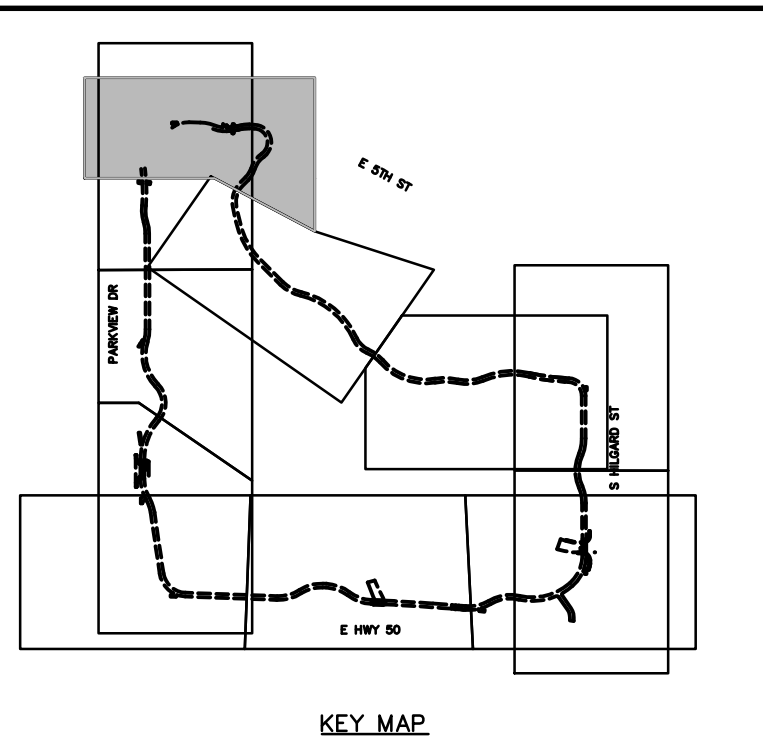 E 5TH ST
PARKVIEW DR
S HILGARD ST
E HWY 50
KEY MAP